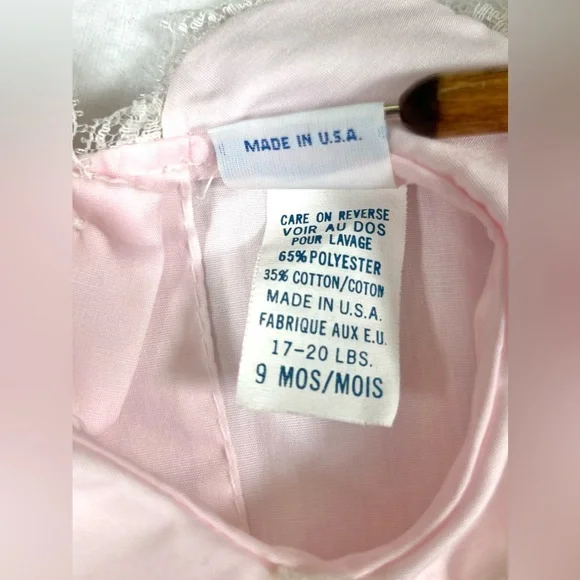 MADE IN U.S.A.
CARE ON REVERSE
VOIR AU DOS
POUR LAVAGE
65% POLYESTER
35% COTTON/COTON
MADE IN U.S.A.
FABRIQUE AUX E.U.
17-20 LBS.
9 MOS/MOIS